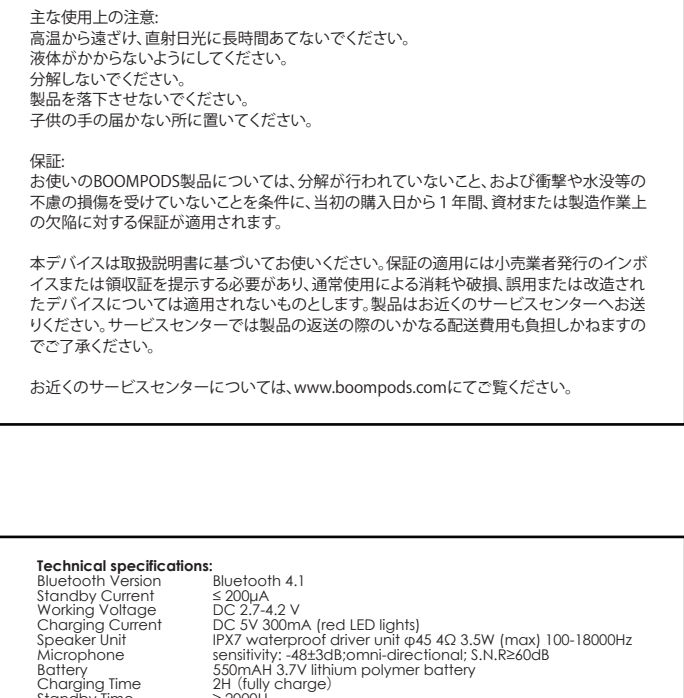 主な使用上の注意:
高温から遠ざけ、直射日光に長時間あてないでください。
液体がかからないようにしてください。
分解しないでください。
製品を落下させないでください。
子供の手の届かない所に置いてください。
保証:
お使いのBOOMPODS製品については、分解が行われていないこと、および衝撃や水没等の
不慮の損傷を受けていないことを条件に、当初の購入日から1年間、資材または製造作業上
の欠陥に対する保証が適用されます。
本デバイスは取扱説明書に基づいてお使いください。保証の適用には小売業者発行のインボ
イスまたは領収証を提示する必要があり、通常使用による消耗や破損、誤用または改造され
たデバイスについては適用されないものとします。製品はお近くのサービスセンターへお送
りください。サービスセンターでは製品の返送の際のいかなる配送費用も負担しかねますの
でご了承ください。
お近くのサービスセンターについては、www.boompods.comにてご覧ください。
Technical specifications:
Bluetooth Version Bluetooth 4.1
Standby Current ≤ 200μA
Working Voltage DC 2.7-4.2 V
Charging Current DC 5V 300mA (red LED lights)
Speaker Unit IPX7 waterproof driver unit φ45 4Ω 3.5W (max) 100-18000Hz
Microphone sensitivity: -48±3dB;omni-directional; S.N.R≥60dB
Battery 550mAH 3.7V lithium polymer battery
Charging Time 2H (fully charge)
Standby Time ≥ 2000H